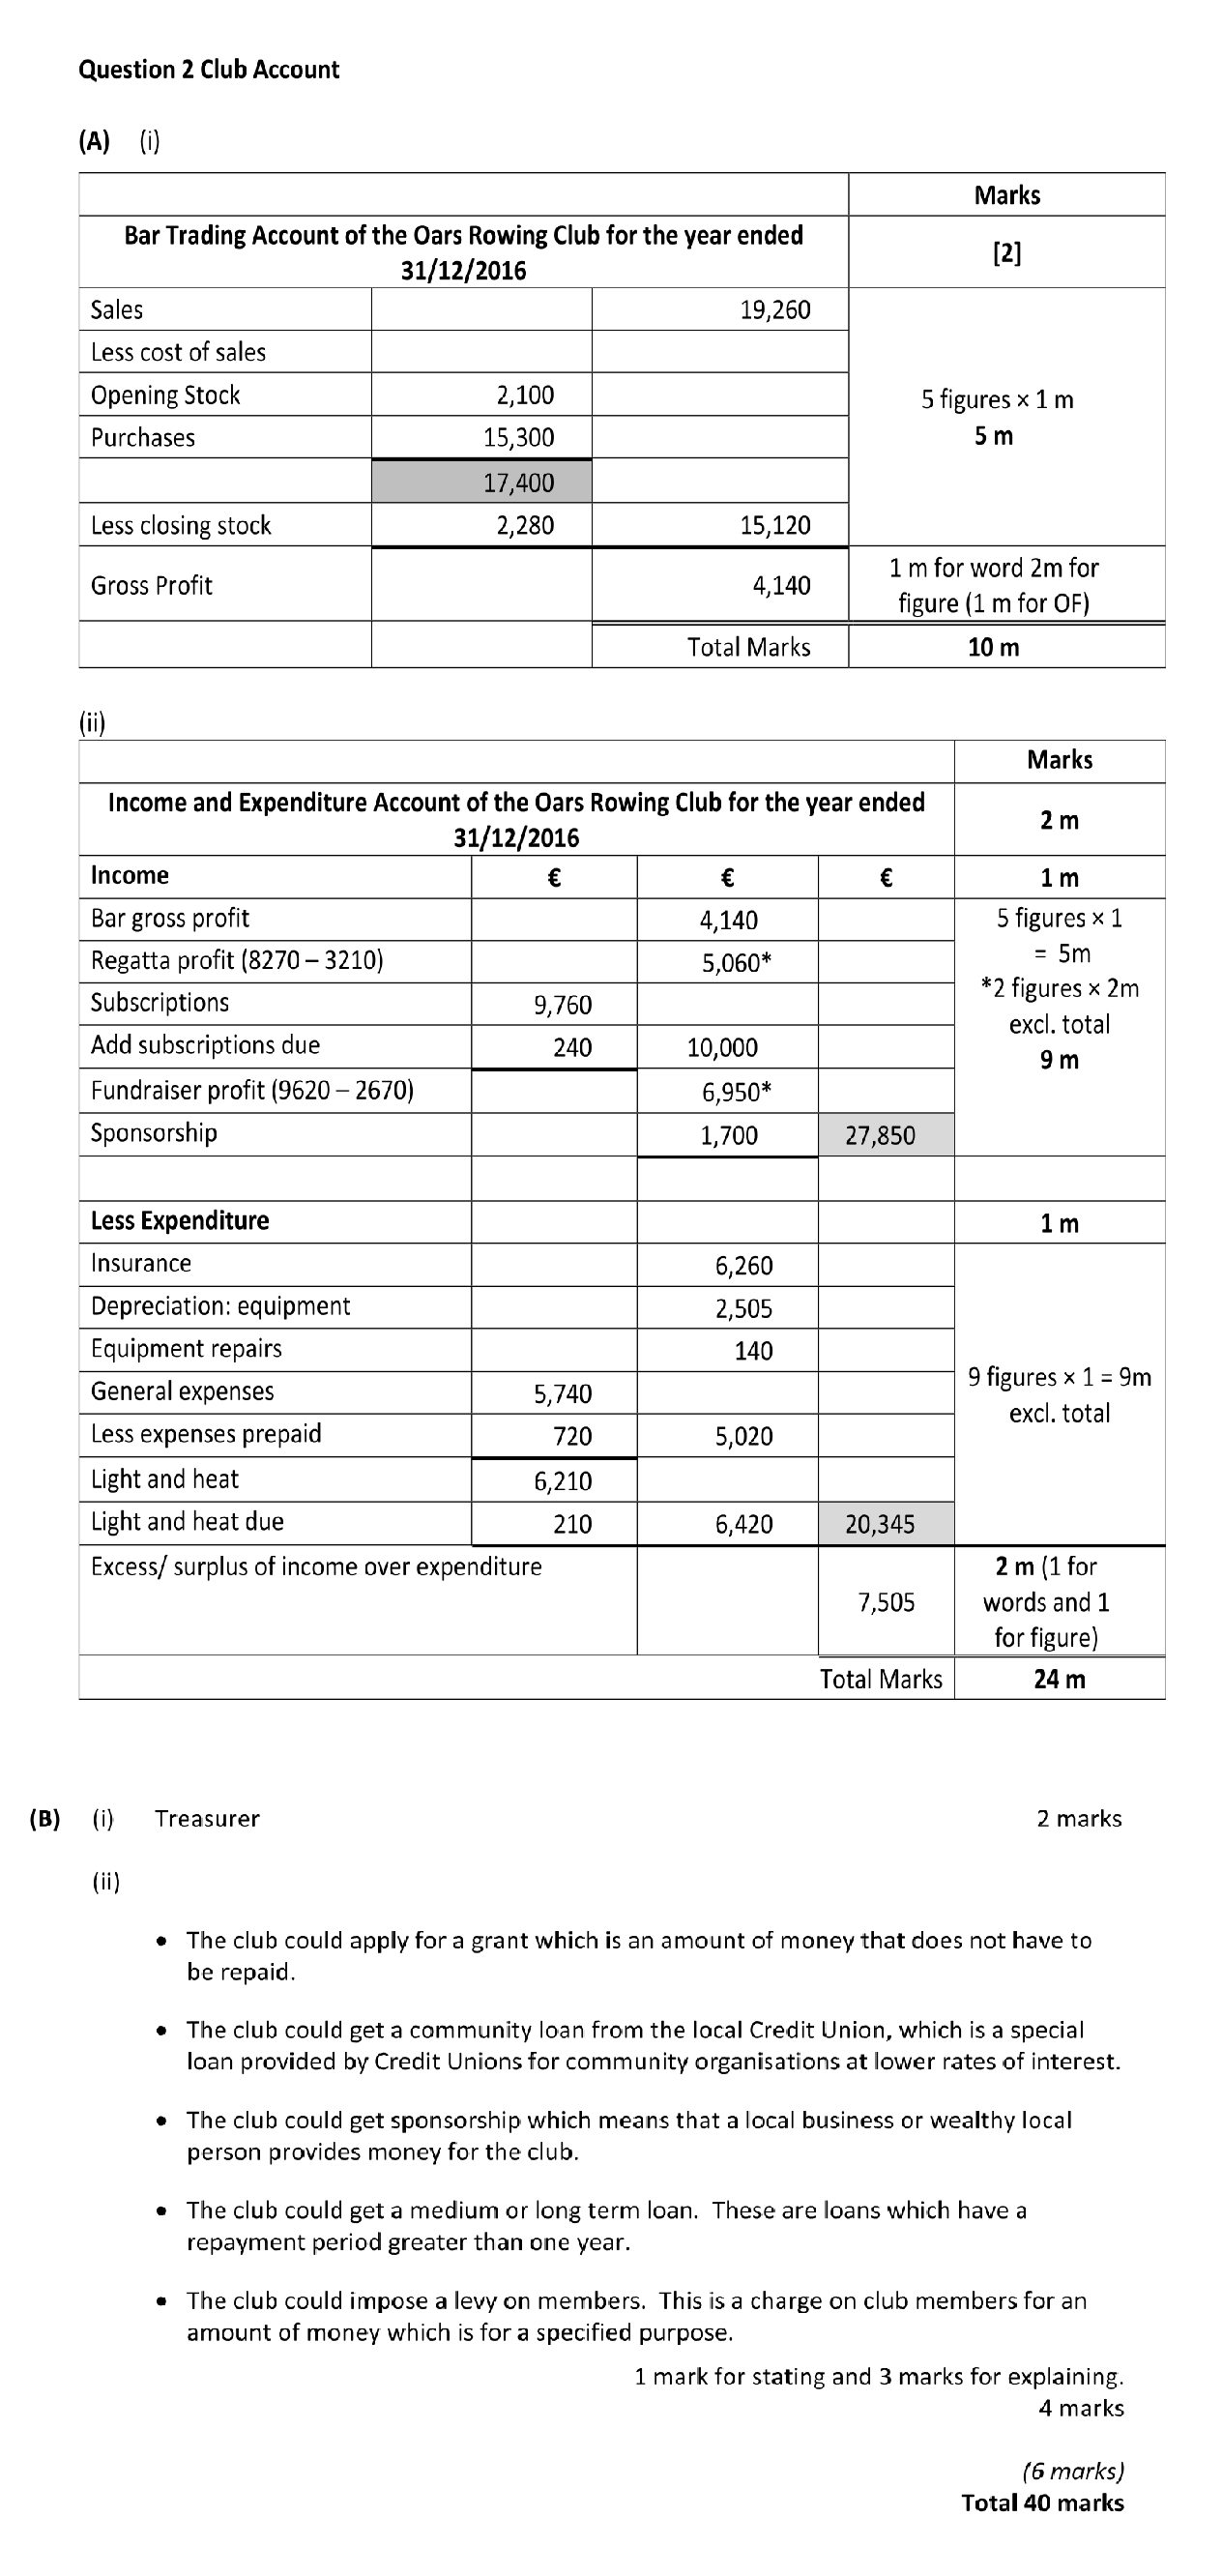 Question 2 Club Account
(A) (i)
Marks
Bar Trading Account of the Oars Rowing Club for the year ended
31/12/2016
[2]
Sales 19,260
Less cost of sales
Opening Stock 2,100
5 figures × 1 m
Purchases 15,300
5 m
17,400
Less closing stock 2,280 15,120
Gross Profit 4,140
1 m for word 2m for
figure (1 m for OF)
Total Marks 10 m
(ii)
Marks
Income and Expenditure Account of the Oars Rowing Club for the year ended
31/12/2016
2 m
Income € € € 1 m
Bar gross profit 4,140 5 figures × 1
Regatta profit (8270 – 3210) 5,060* = 5m
Subscriptions 9,760 *2 figures × 2m
excl. total
Add subscriptions due 240 10,000 9 m
Fundraiser profit (9620 – 2670) 6,950*
Sponsorship 1,700 27,850
Less Expenditure 1 m
Insurance 6,260
Depreciation: equipment 2,505
Equipment repairs 140
General expenses 5,740 9 figures × 1 = 9m
excl. total
Less expenses prepaid 720 5,020
Light and heat 6,210
Light and heat due 210 6,420 20,345
Excess/ surplus of income over expenditure 7,505
2 m (1 for
words and 1
for figure)
Total Marks 24 m
(B) (i) Treasurer 2 marks
(ii)
• The club could apply for a grant which is an amount of money that does not have to
be repaid.
• The club could get a community loan from the local Credit Union, which is a special
loan provided by Credit Unions for community organisations at lower rates of interest.
• The club could get sponsorship which means that a local business or wealthy local
person provides money for the club.
• The club could get a medium or long term loan. These are loans which have a
repayment period greater than one year.
• The club could impose a levy on members. This is a charge on club members for an
amount of money which is for a specified purpose.
1 mark for stating and 3 marks for explaining.
4 marks
(6 marks)
Total 40 marks